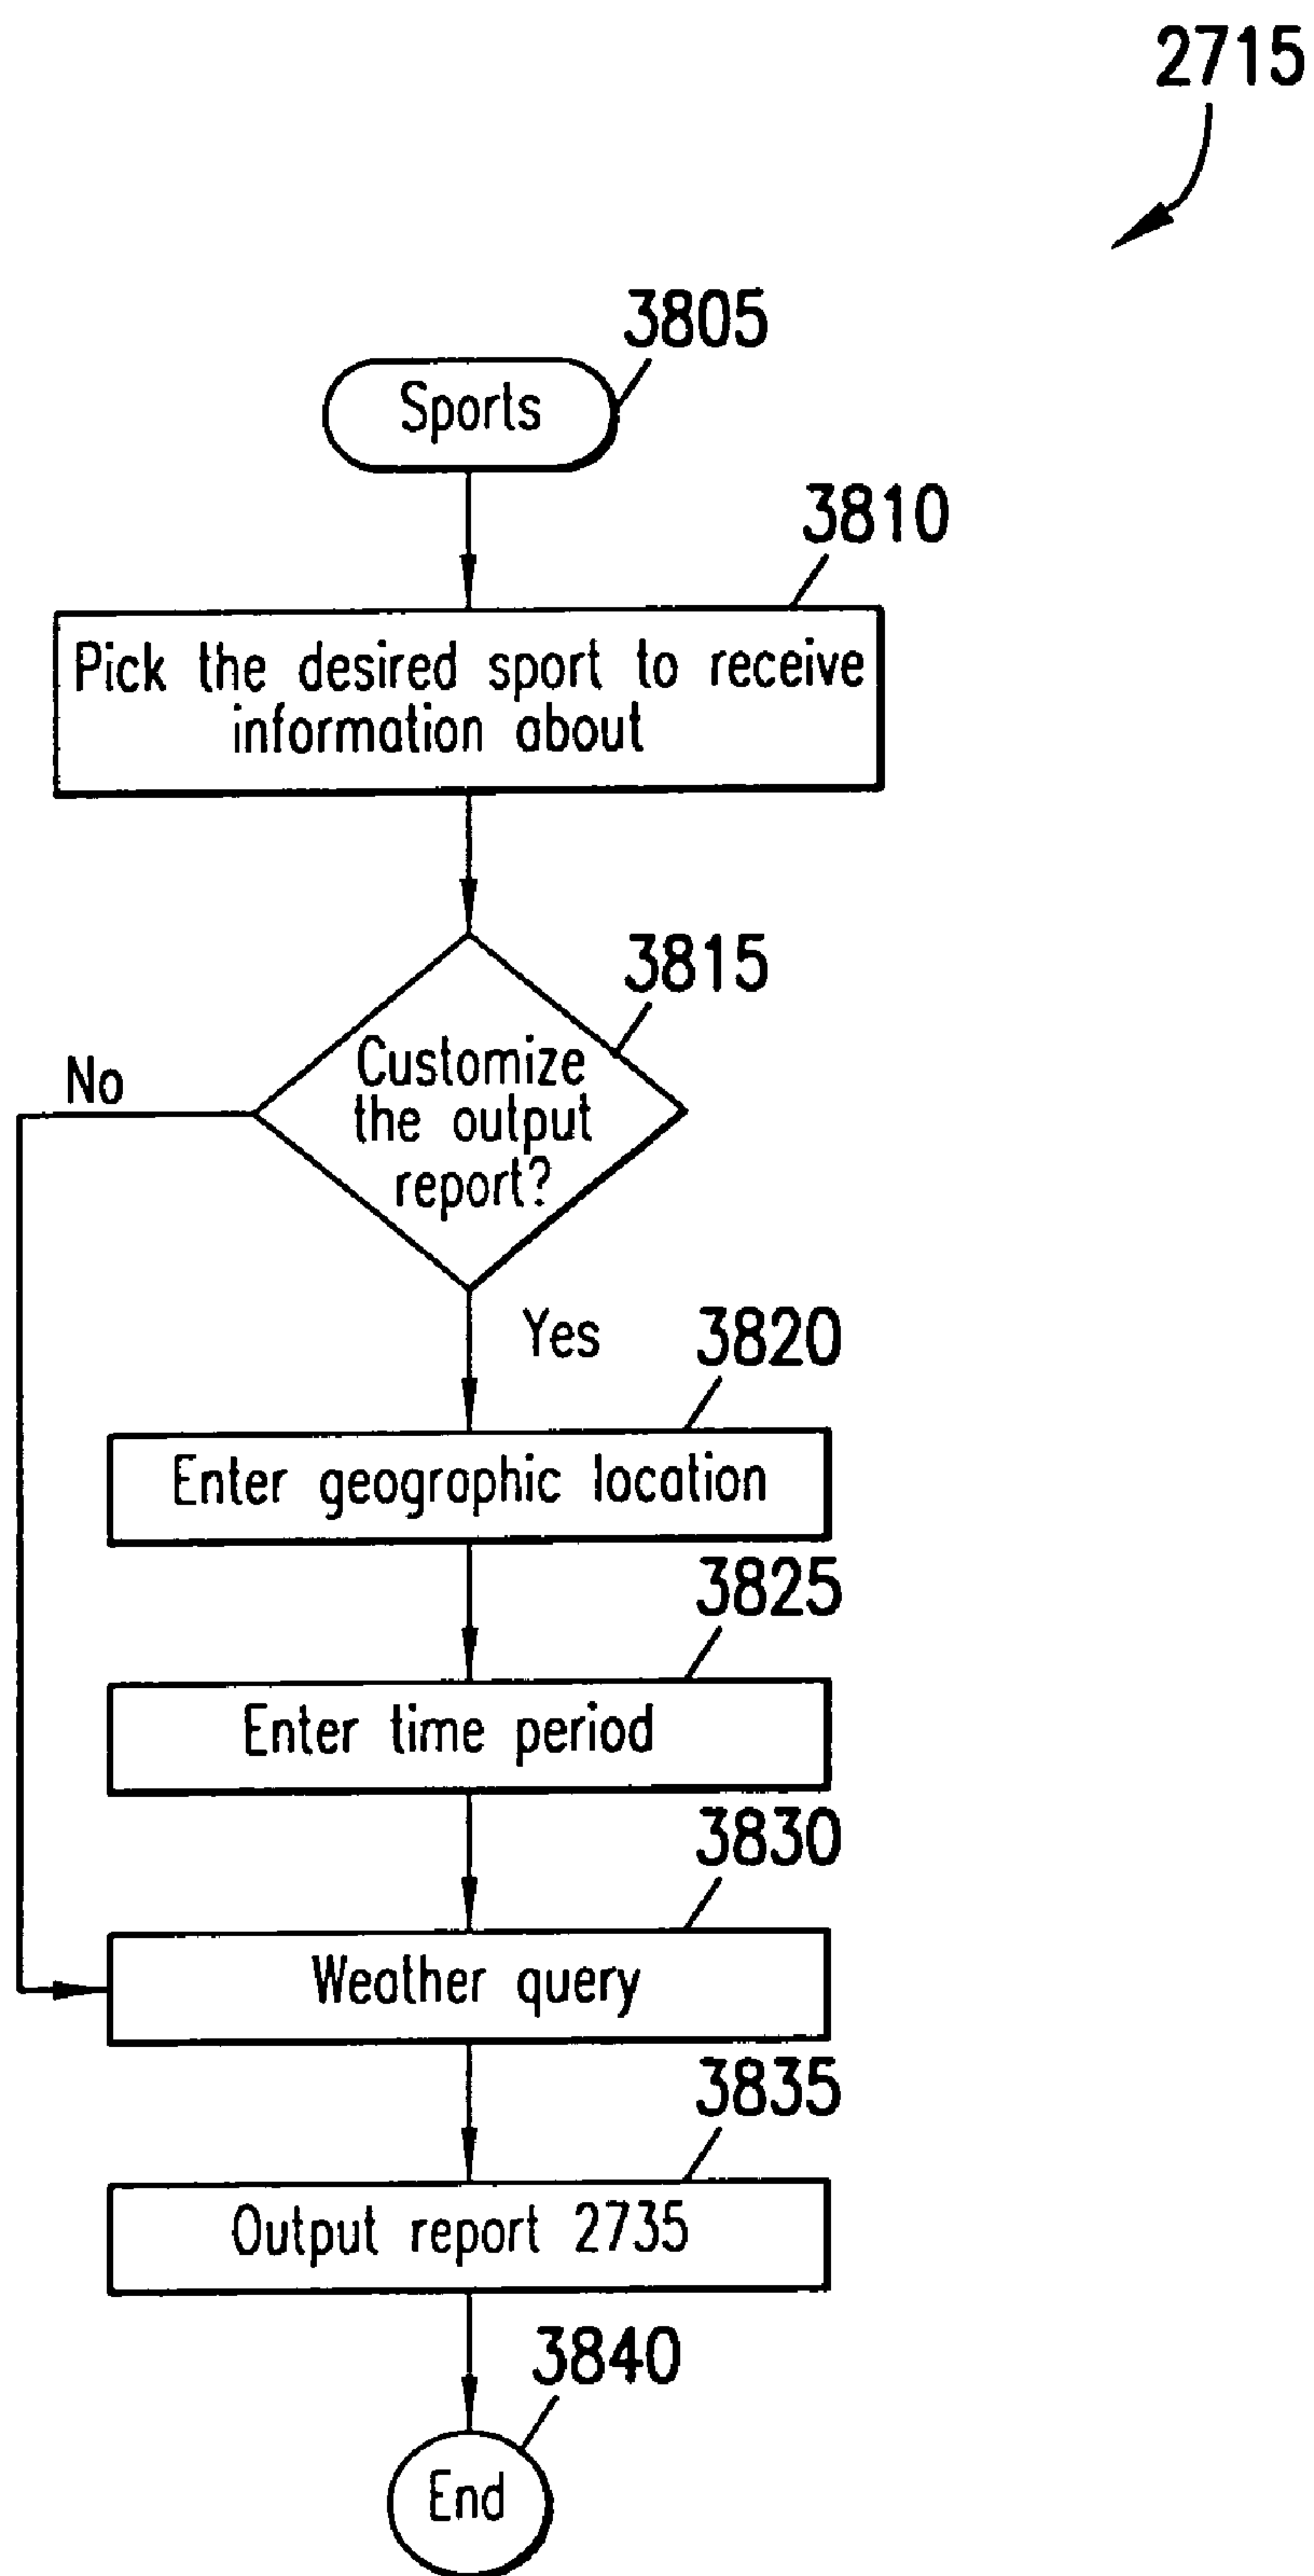 2715
3805
Sports
3810
Pick the desired sport to receive
information about
3815
Customize
the output
report?
No
Yes
3820
Enter geographic location
3825
Enter time period
3830
Weather query
3835
Output report 2735
3840
End